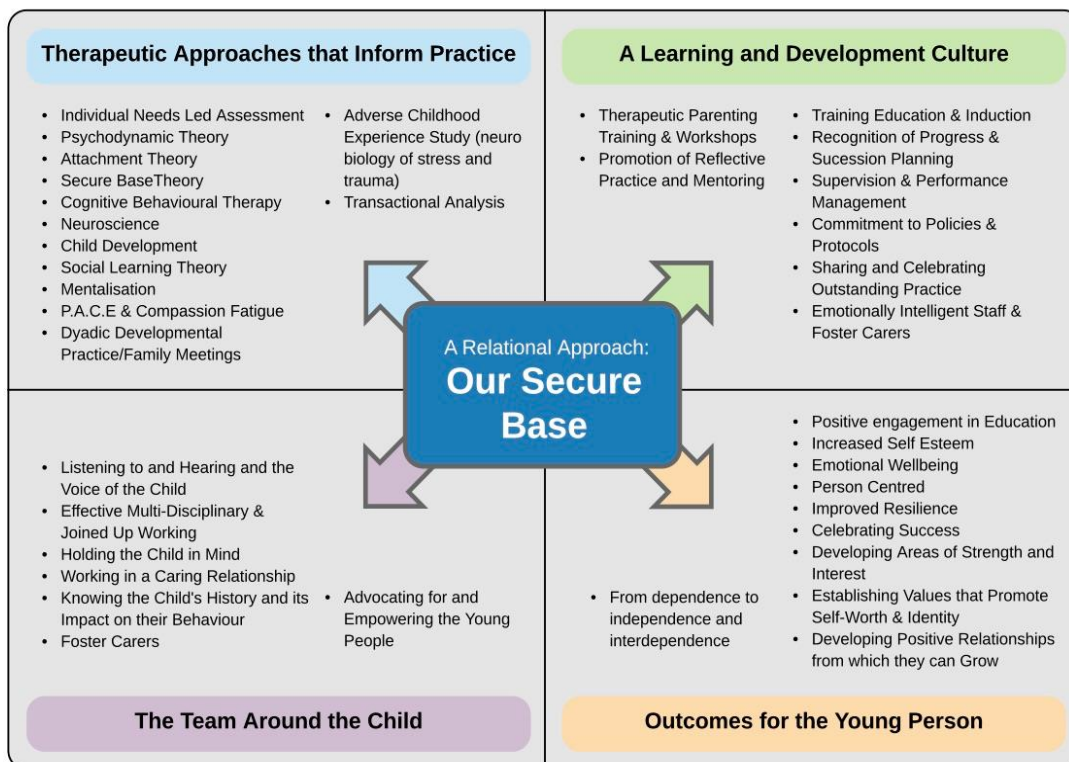 Therapeutic Approaches that Inform Practice
• Individual Needs Led Assessment
• Psychodynamic Theory
• Attachment Theory
• Secure BaseTheory
• Cognitive Behavioural Therapy
• Neuroscience
• Child Development
• Social Learning Theory
• Mentalisation
• P.A.C.E & Compassion Fatigue
• Dyadic Developmental
Practice/Family Meetings
• Adverse Childhood
Experience Study (neuro
biology of stress and
trauma)
• Transactional Analysis
A Learning and Development Culture
• Therapeutic Parenting
Training & Workshops
• Promotion of Reflective
Practice and Mentoring
• Training Education & Induction
• Recognition of Progress &
Sucession Planning
• Supervision & Performance
Management
• Commitment to Policies &
Protocols
• Sharing and Celebrating
Outstanding Practice
• Emotionally Intelligent Staff &
Foster Carers
A Relational Approach:
Our Secure
Base
• Listening to and Hearing and the
Voice of the Child
• Effective Multi-Disciplinary &
Joined Up Working
• Holding the Child in Mind
• Working in a Caring Relationship
• Knowing the Child's History and its
Impact on their Behaviour
• Foster Carers
• Advocating for and
Empowering the Young
People
The Team Around the Child
• From dependence to
independence and
interdependence
• Positive engagement in Education
• Increased Self Esteem
• Emotional Wellbeing
• Person Centred
• Improved Resilience
• Celebrating Success
• Developing Areas of Strength and
Interest
• Establishing Values that Promote
Self-Worth & Identity
• Developing Positive Relationships
from which they can Grow
Outcomes for the Young Person